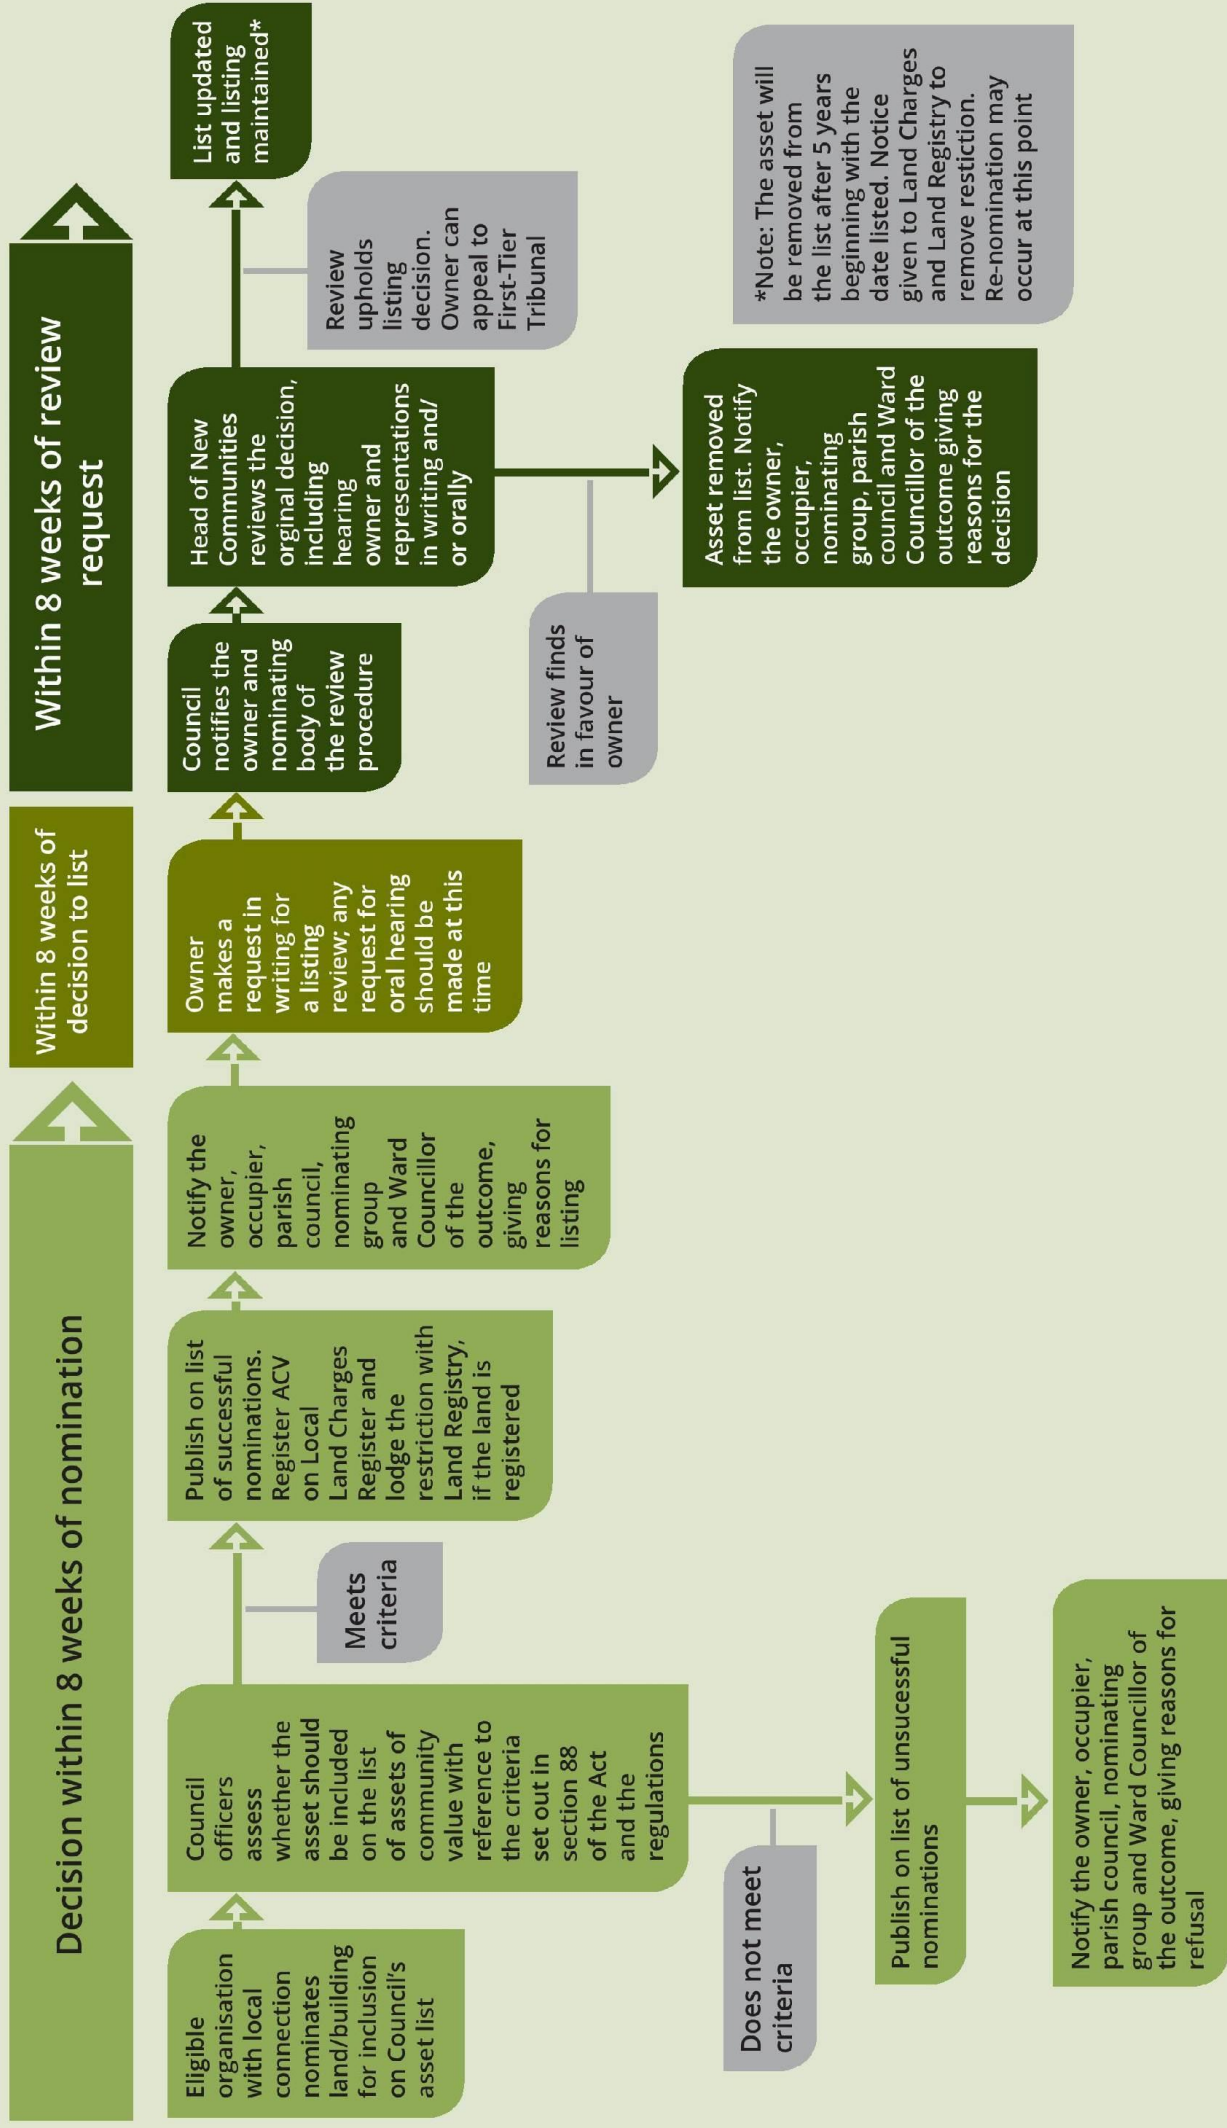 Decision within 8 weeks of nomination
Within 8 weeks of
decision to list
Within 8 weeks of review
request
Eligible
organisation
with local
connection
nominates
land/building
for inclusion
on Council's
asset list
Council
officers
assess
whether the
asset should
be included
on the list
of assets of
community
value with
reference to
the criteria
set out in
section 88
of the Act
and the
regulations
Meets
criteria
Publish on list
of successful
nominations.
Register ACV
on Local
Land Charges
Register and
lodge the
restriction with
Land Registry,
if the land is
registered
Notify the
owner,
occupier,
parish
council,
nominating
group
and Ward
Councillor
of the
outcome,
giving
reasons for
listing
Owner
makes a
request in
writing for
a listing
review; any
request for
oral hearing
should be
made at this
time
Council
notifies the
owner and
nominating
body of
the review
procedure
Head of New
Communities
reviews the
orginal decision,
including
hearing
owner and
representations
in writing and/
or orally
Review
upholds
listing
decision.
Owner can
appeal to
First-Tier
Tribunal
List updated
and listing
maintained*
Does not meet
criteria
Publish on list of unsucessful
nominations
Notify the owner, occupier,
parish council, nominating
group and Ward Councillor of
the outcome, giving reasons for
refusal
Review finds
in favour of
owner
Asset removed
from list. Notify
the owner,
occupier,
nominating
group, parish
council and Ward
Councillor of the
outcome giving
reasons for the
decision
*Note: The asset will
be removed from
the list after 5 years
beginning with the
date listed. Notice
given to Land Charges
and Land Registry to
remove restiction.
Re-nomination may
occur at this point